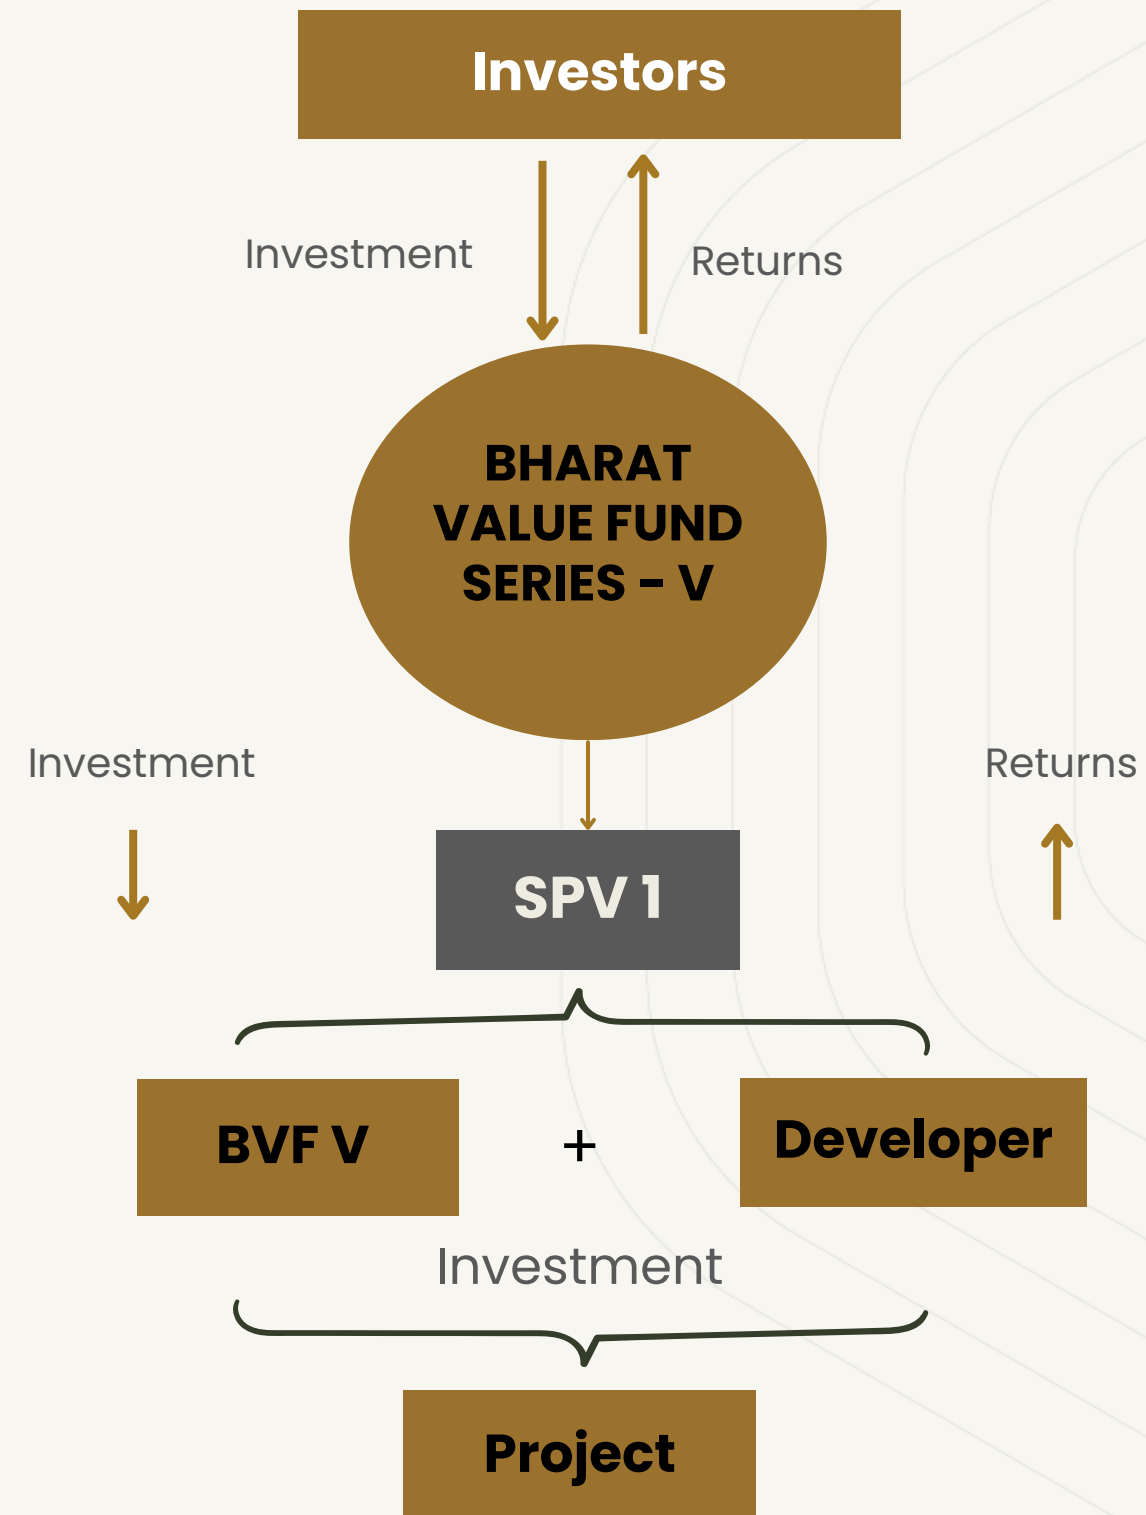 Investors
Investment
Returns
BHARAT
VALUE FUND
SERIES – V
Investment
Returns
SPV 1
BVF V
+
Developer
Investment
Project